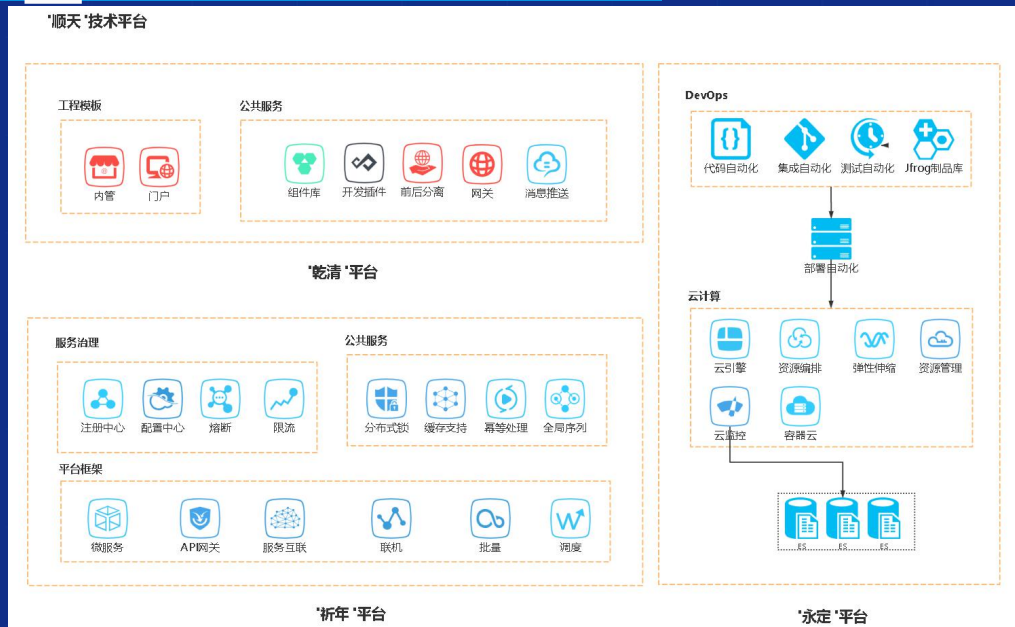 "顺天"技术平台
工程模板
内管
门户
公共服务
组件库
开发插件
前后分离
网关
消息推送
"乾清"平台
服务治理
注册中心
配置中心
熔断
限流
公共服务
分布式锁
缓存支持
幂等处理
全局序列
平台框架
微服务
API网关
服务互联
联机
批量
调度
"祈年"平台
DevOps
代码自动化
集成自动化
测试自动化
Jfrog制品库
部署自动化
云计算
云引擎
资源编排
弹性伸缩
资源管理
云监控
容器云
ES
ES
ES
"永定"平台